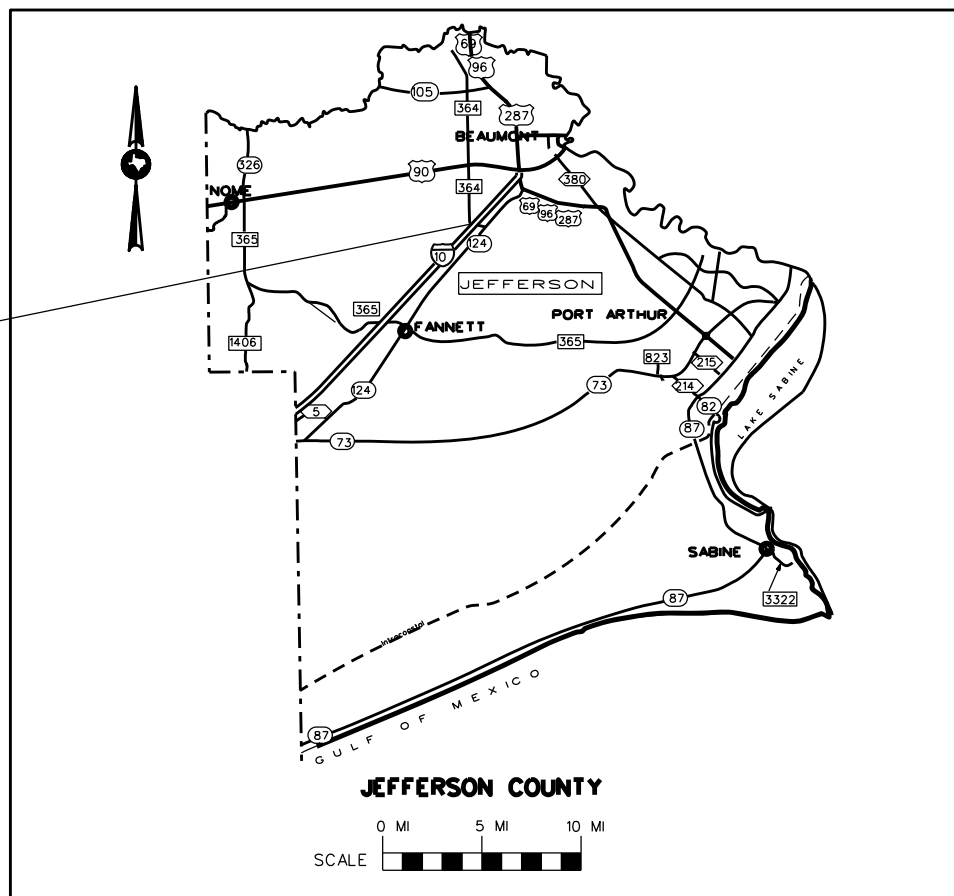 69
96
105
364
287
BEAUMONT
326
90
380
364
NOME
69
96
287
365
124
10
JEFFERSON
365
PORT ARTHUR
FANNETT
1406
365
823
215
73
214
124
5
82
LAKE SABINE
87
73
SABINE
87
3322
87
GULF OF MEXICO
JEFFERSON COUNTY
0 MI 5 MI 10 MI
SCALE